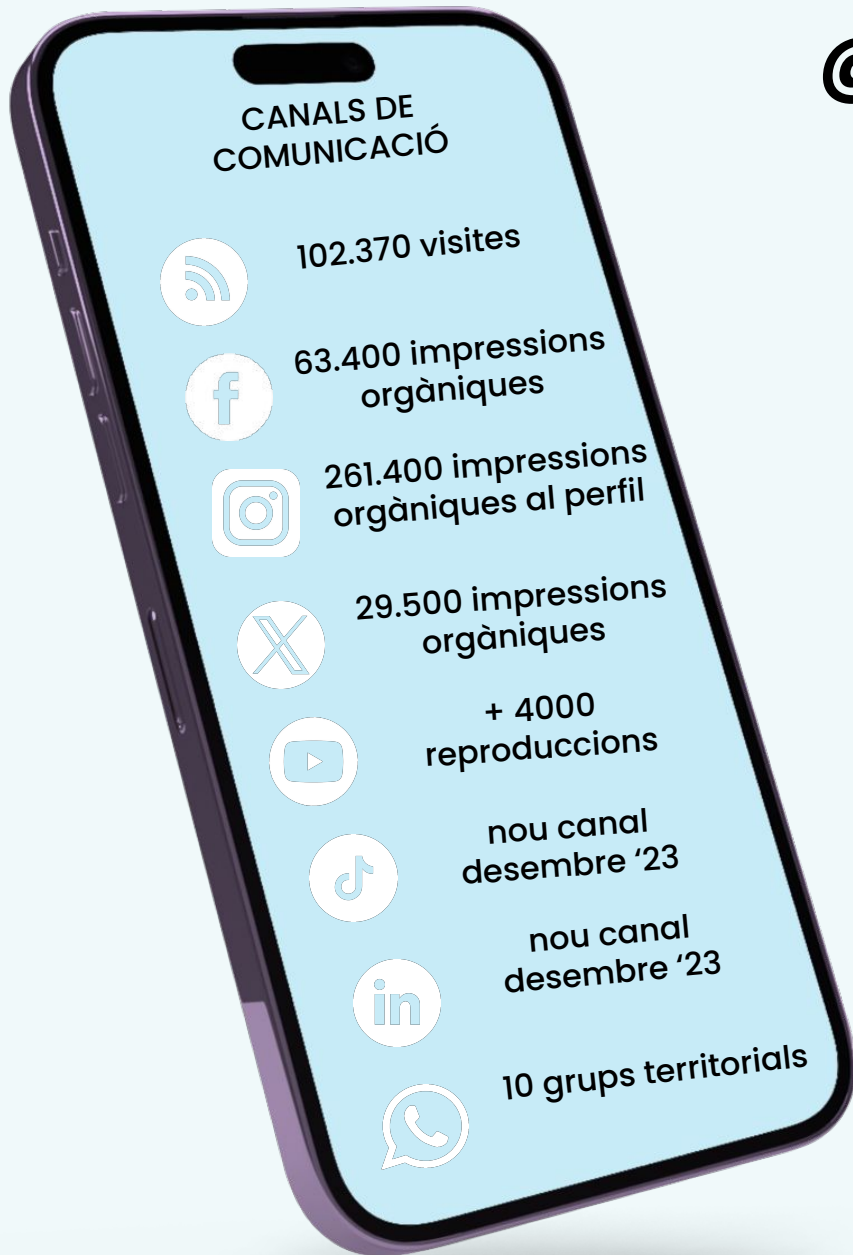 @
CANALS DE
COMUNICACIÓ
102.370 visites
63.400 impressions
orgàniques
261.400 impressions
orgàniques al perfil
29.500 impressions
orgàniques
+ 4000
reproduccions
nou canal
desembre ‘23
nou canal
desembre ‘23
in
10 grups territorials